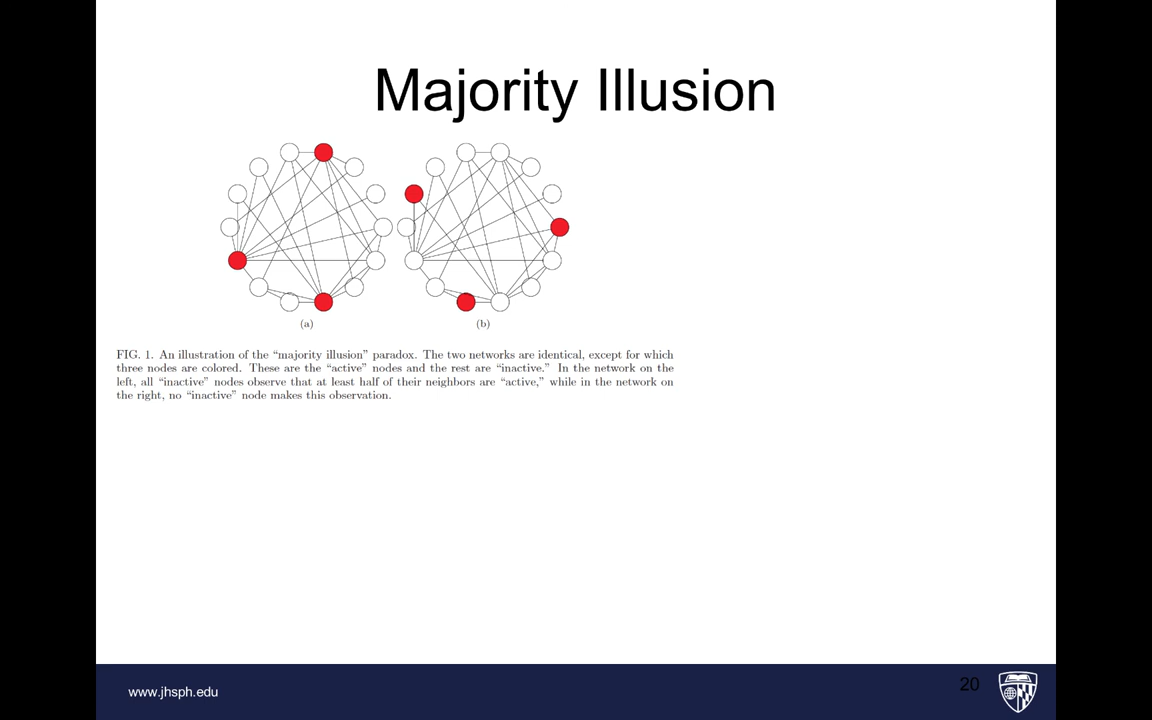 Majority Illusion
(a)
(b)
FIG. 1. An illustration of the “majority illusion” paradox. The two networks are identical, except for which
three nodes are colored. These are the “active” nodes and the rest are “inactive.” In the network on the
left, all “inactive” nodes observe that at least half of their neighbors are “active,” while in the network on
the right, no “inactive” node makes this observation.
www.jhsph.edu
20